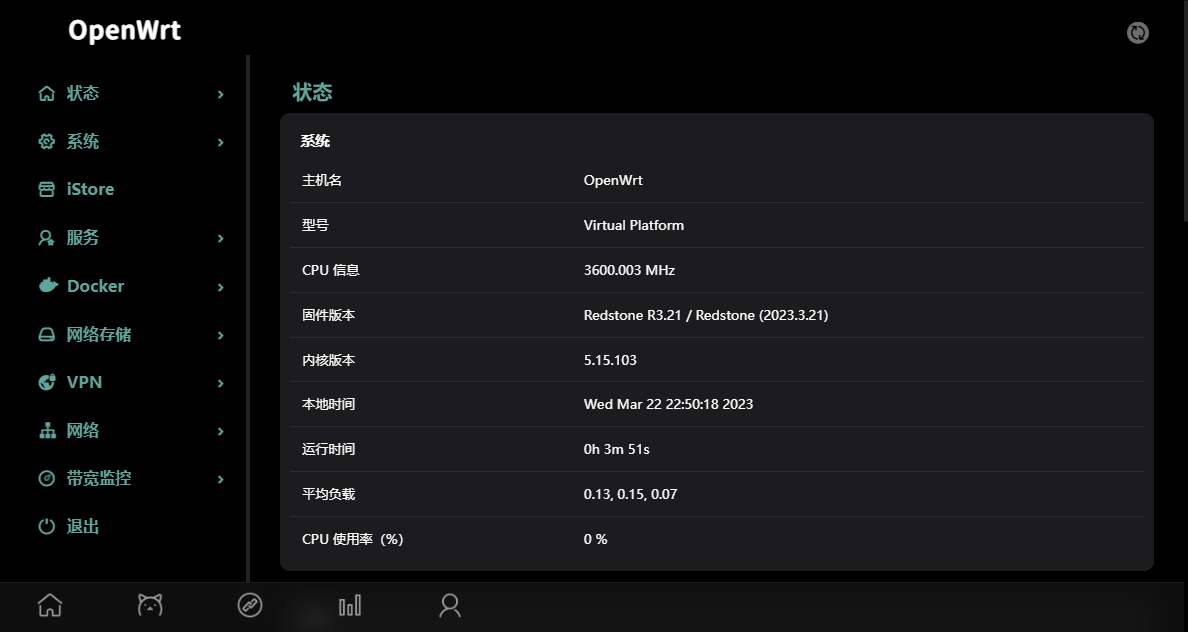 OpenWrt
状态
系统
iStore
服务
Docker
网络存储
VPN
网络
带宽监控
退出
状态
系统
主机名 OpenWrt
型号 Virtual Platform
CPU 信息 3600.003 MHz
固件版本 Redstone R3.21 / Redstone (2023.3.21)
内核版本 5.15.103
本地时间 Wed Mar 22 22:50:18 2023
运行时间 0h 3m 51s
平均负载 0.13, 0.15, 0.07
CPU 使用率（%） 0 %